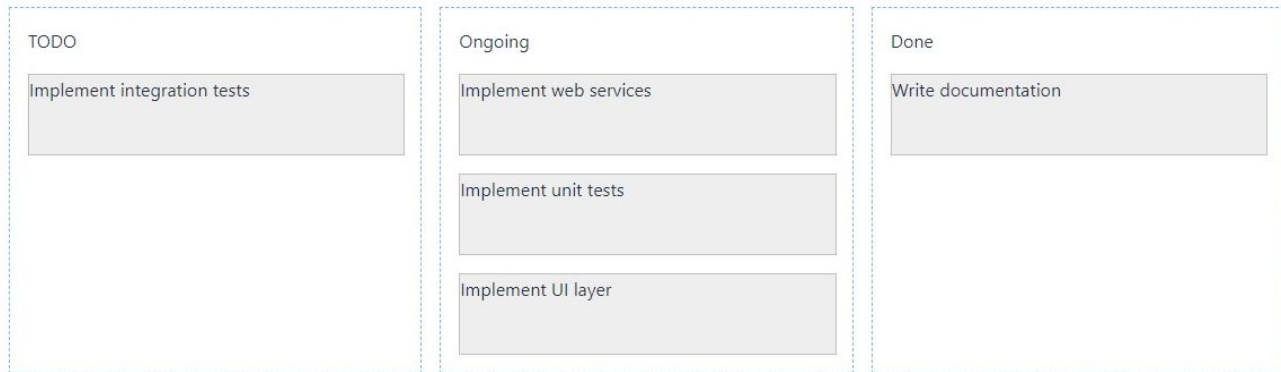 TODO
Implement integration tests
Ongoing
Implement web services
Implement unit tests
Implement UI layer
Done
Write documentation